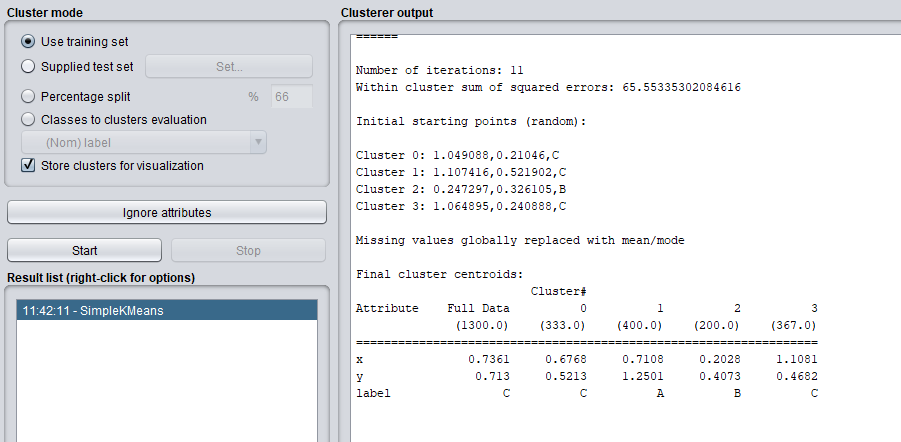 Cluster mode
Use training set
Supplied test set
Set...
Percentage split
% 66
Classes to clusters evaluation
(Nom) label
Store clusters for visualization
Ignore attributes
Start
Stop
Result list (right-click for options)
11:42:11 - SimpleKMeans
Clusterer output
======
Number of iterations: 11
Within cluster sum of squared errors: 65.55335302084616
Initial starting points (random):
Cluster 0: 1.049088,0.21046,C
Cluster 1: 1.107416,0.521902,C
Cluster 2: 0.247297,0.326105,B
Cluster 3: 1.064895,0.240888,C
Missing values globally replaced with mean/mode
Final cluster centroids:
Cluster#
Attribute Full Data 0 1 2 3
(1300.0) (333.0) (400.0) (200.0) (367.0)
==================================================================
x 0.7361 0.6768 0.7108 0.2028 1.1081
y 0.713 0.5213 1.2501 0.4073 0.4682
label C C A B C